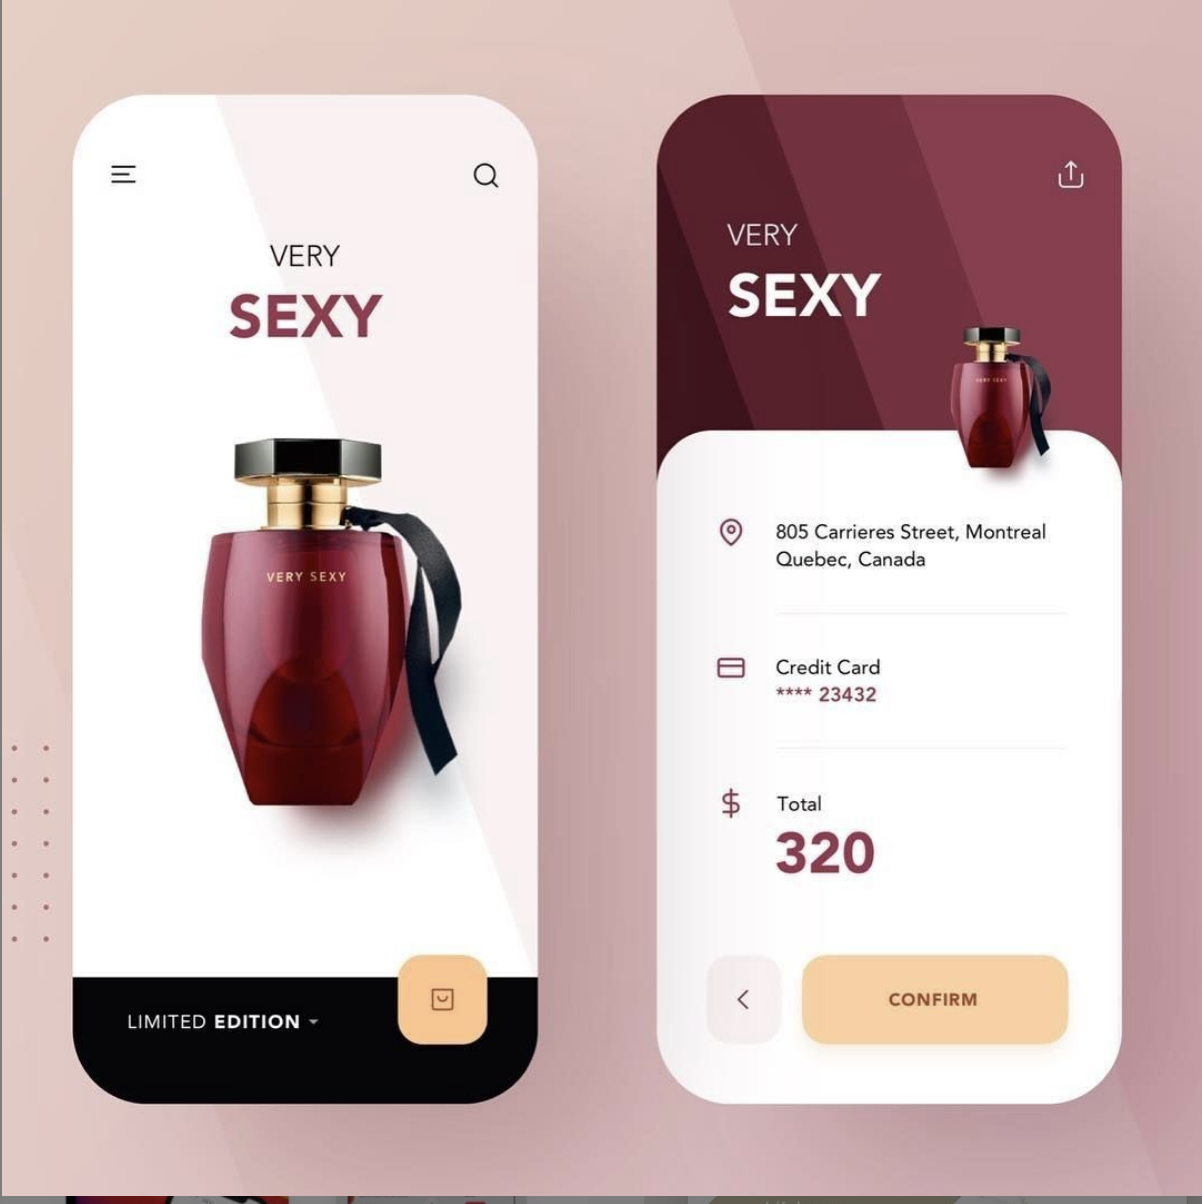 VERY
SEXY
VERY SEXY
LIMITED EDITION
VERY
SEXY
VERY SEXY
805 Carrieres Street, Montreal
Quebec, Canada
Credit Card
**** 23432
$ Total
320
CONFIRM